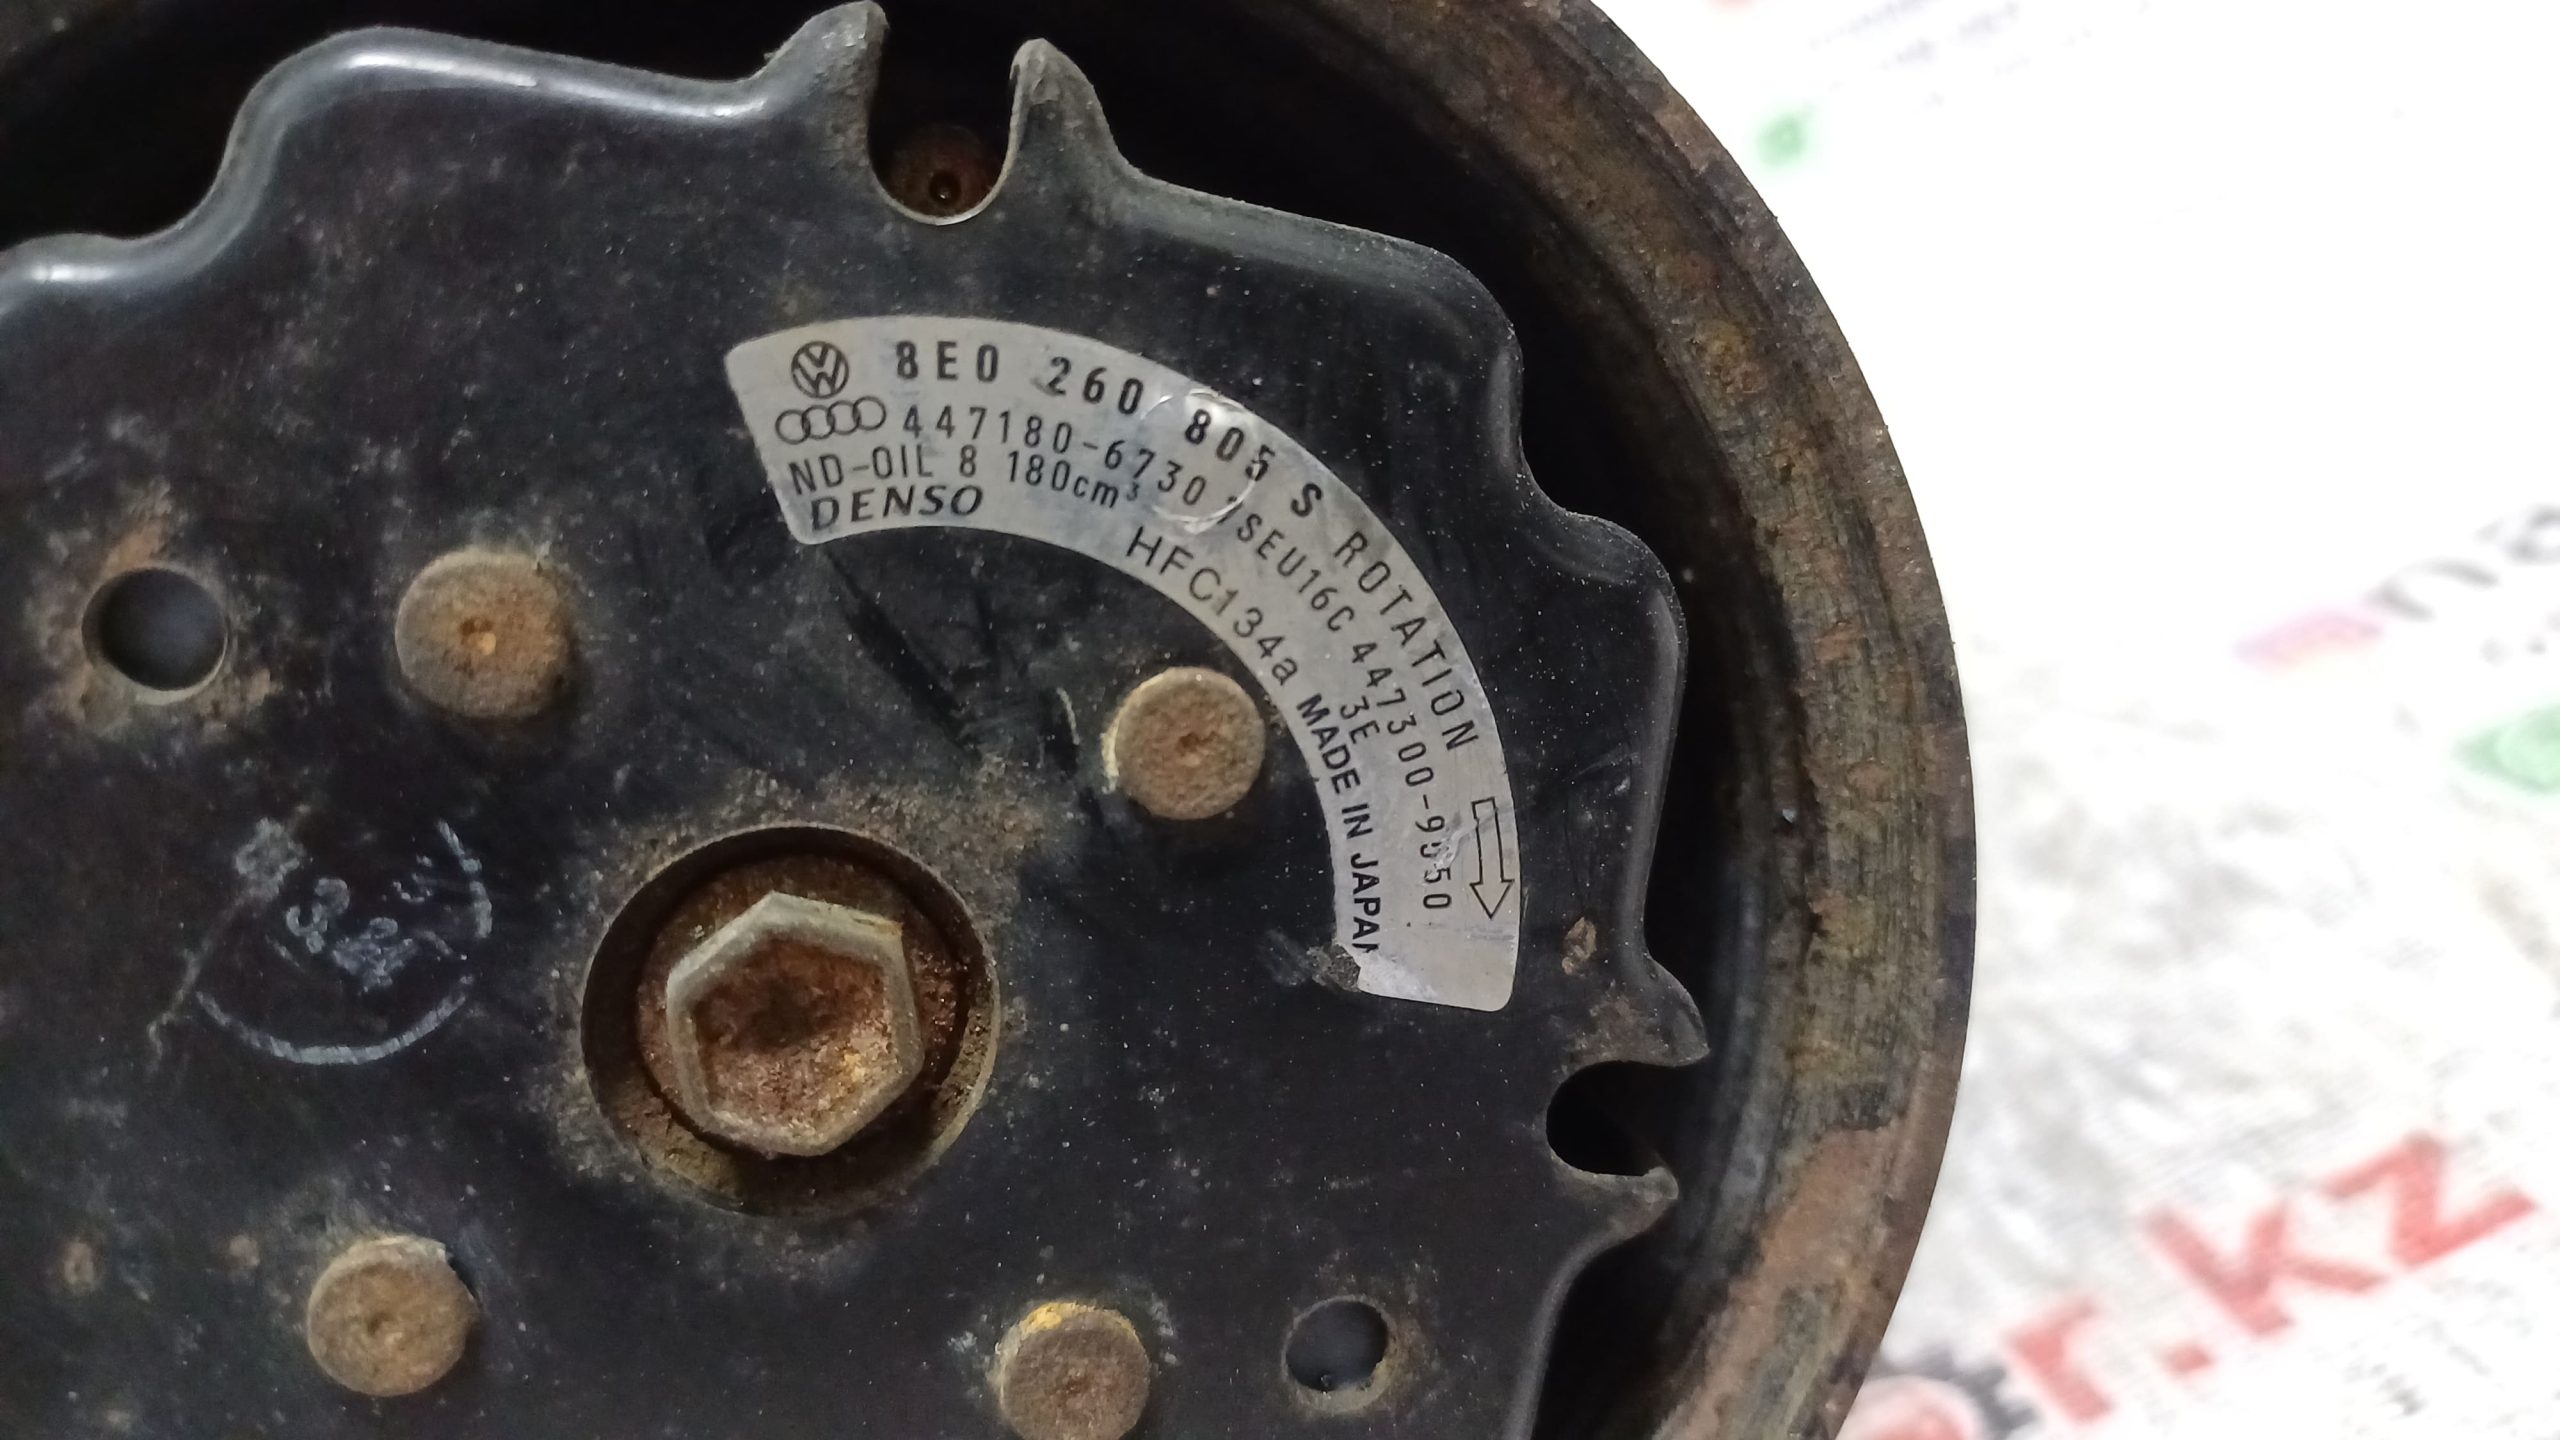 8E0 260 805 S ROTATION
447180-6730 7SEU16C 447300-9550
ND-OIL 8 180cm³ 3E
DENSO HFC134a MADE IN JAPAN
r.kz